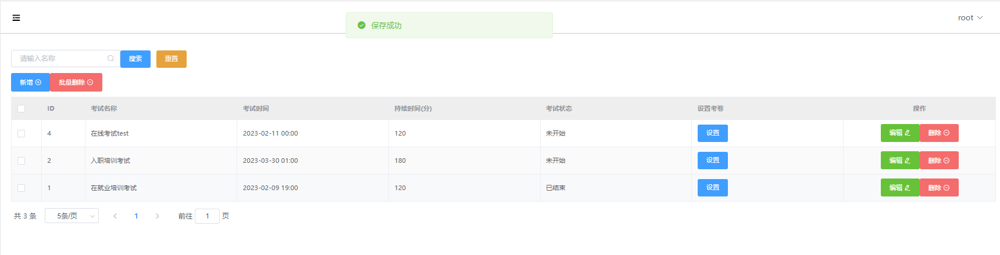 保存成功
root
请输入名称 搜索 重置
新增 批量删除
ID 考试名称 考试时间 持续时间(分) 考试状态 设置考卷 操作
4 在线考试test 2023-02-11 00:00 120 未开始 设置 编辑 删除
2 入职培训考试 2023-03-30 01:00 180 未开始 设置 编辑 删除
1 在就业培训考试 2023-02-09 19:00 120 已结束 设置 编辑 删除
共 3 条 5条/页 1 前往 1 页